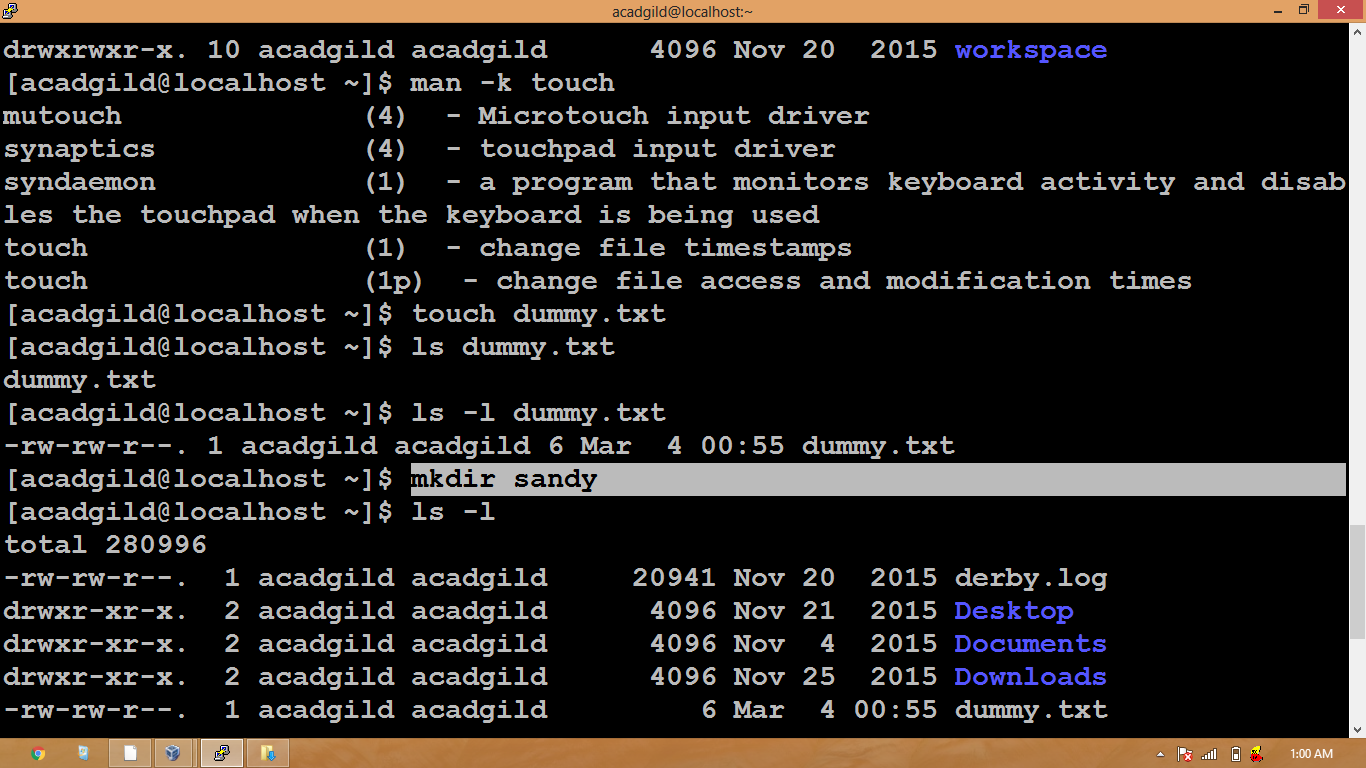 acadgild@localhost:~
drwxrwxr-x. 10 acadgild acadgild      4096 Nov 20  2015 workspace
[acadgild@localhost ~]$ man -k touch
mutouch              (4)  - Microtouch input driver
synaptics            (4)  - touchpad input driver
syndaemon            (1)  - a program that monitors keyboard activity and disab
les the touchpad when the keyboard is being used
touch                (1)  - change file timestamps
touch                (1p)  - change file access and modification times
[acadgild@localhost ~]$ touch dummy.txt
[acadgild@localhost ~]$ ls dummy.txt
dummy.txt
[acadgild@localhost ~]$ ls -l dummy.txt
-rw-rw-r--. 1 acadgild acadgild 6 Mar  4 00:55 dummy.txt
[acadgild@localhost ~]$ mkdir sandy
[acadgild@localhost ~]$ ls -l
total 280996
-rw-rw-r--.  1 acadgild acadgild     20941 Nov 20  2015 derby.log
drwxr-xr-x.  2 acadgild acadgild      4096 Nov 21  2015 Desktop
drwxr-xr-x.  2 acadgild acadgild      4096 Nov  4  2015 Documents
drwxr-xr-x.  2 acadgild acadgild      4096 Nov 25  2015 Downloads
-rw-rw-r--.  1 acadgild acadgild         6 Mar  4 00:55 dummy.txt
1:00 AM